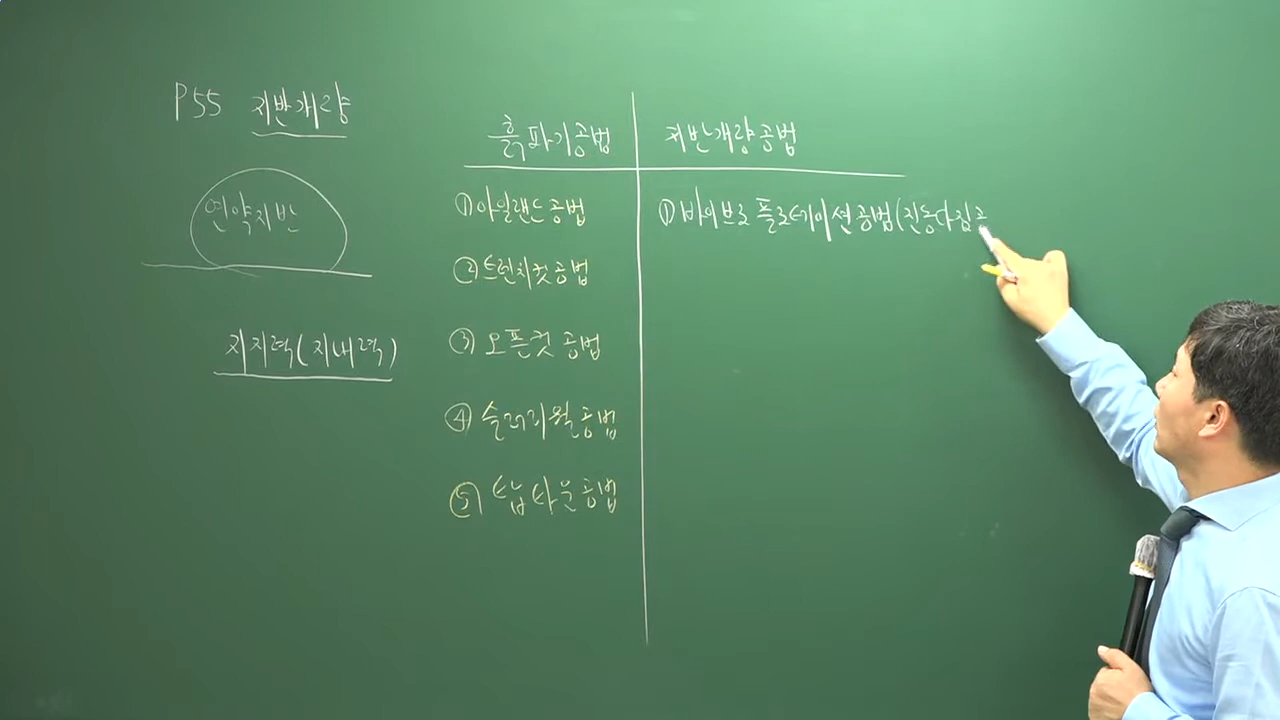 P55 지반개량
연약지반
지지력(지내력)
흙파기공법
지반개량공법
①아일랜드공법
②트렌치컷공법
③오픈컷 공법
④슬러리월공법
⑤탑다운공법
①바이브로 플로테이션공법(진동다짐공